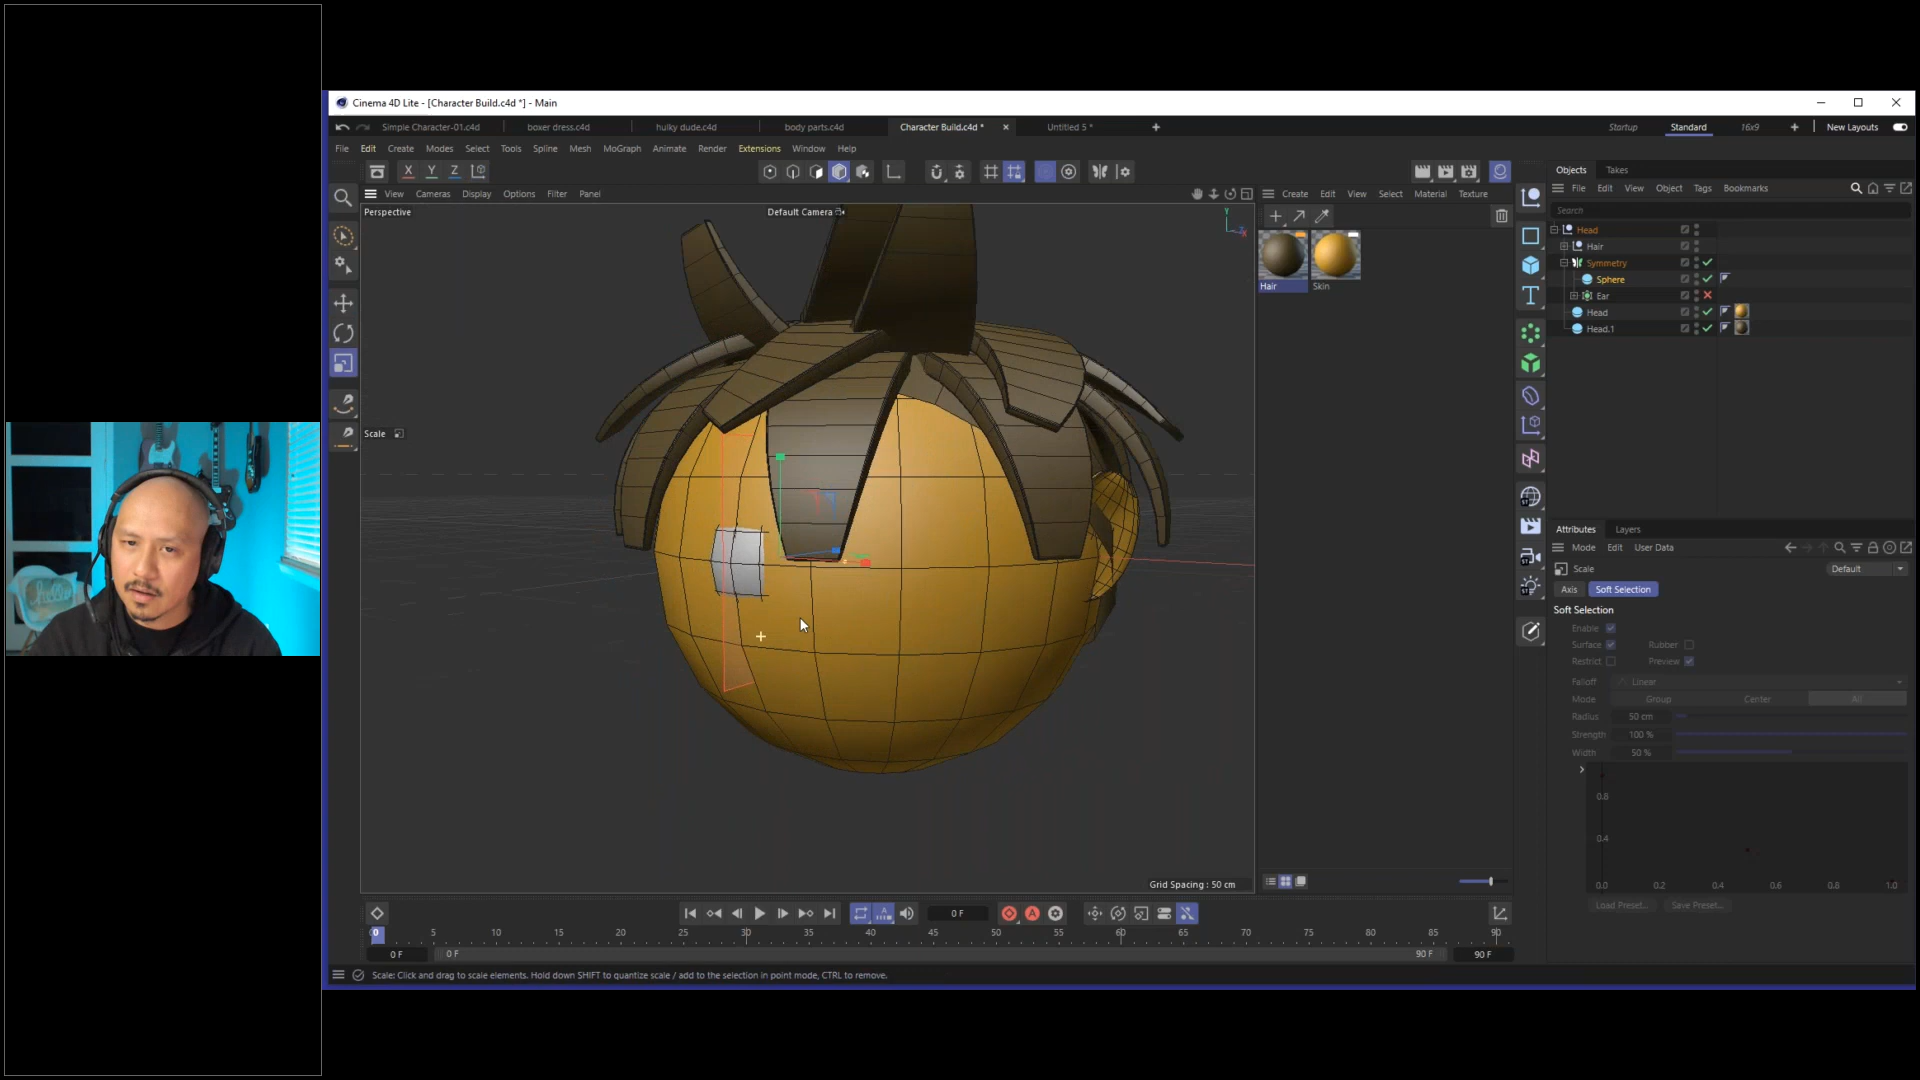 Cinema 4D Lite - [Character Build.c4d *] - Main
Simple Character-01.c4d boxer dress.c4d hulky dude.c4d body parts.c4d Character Build.c4d * Untitled 5 * Startup Standard 16x9 New Layouts
File Edit Create Modes Select Tools Spline Mesh MoGraph Animate Render Extensions Window Help
X Y Z
View Cameras Display Options Filter Panel
Perspective
Default Camera
Y
Scale
Grid Spacing : 50 cm
Create Edit View Select Material Texture
Hair Skin
Objects Takes
File Edit View Object Tags Bookmarks
Search
Head
Hair
Symmetry
Sphere
Ear
Head
Head.1
Attributes Layers
Mode Edit User Data
Scale Default
Axis Soft Selection
Soft Selection
Enable
Surface Rubber
Restrict Preview
Falloff Linear
Mode Group Center All
Radius 50 cm
Strength 100 %
Width 50 %
0.8
0.4
0.0 0.2 0.4 0.6 0.8 1.0
Load Preset... Save Preset...
0 F
0 5 10 15 20 25 30 35 40 45 50 55 60 65 70 75 80 85 90
0 F 0 F 90 F 90 F
Scale: Click and drag to scale elements. Hold down SHIFT to quantize scale / add to the selection in point mode, CTRL to remove.